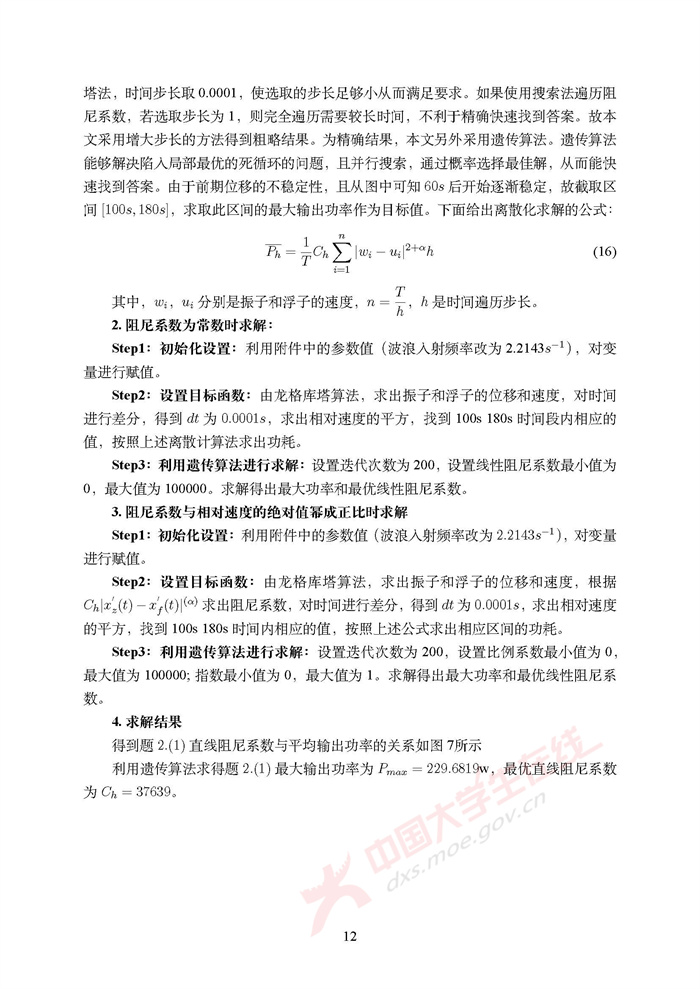 塔法，时间步长取 0.0001，使选取的步长足够小从而满足要求。如果使用搜索法遍历阻
尼系数，若选取步长为 1，则完全遍历需要较长时间，不利于精确快速找到答案。故本
文采用增大步长的方法得到粗略结果。为精确结果，本文另外采用遗传算法。遗传算法
能够解决陷入局部最优的死循环的问题，且并行搜索，通过概率选择最佳解，从而能快
速找到答案。由于前期位移的不稳定性，且从图中可知 60s 后开始逐渐稳定，故截取区
间 [100s, 180s]，求取此区间的最大输出功率作为目标值。下面给出离散化求解的公式：
$\overline{P_h} = \frac{1}{T} C_h \sum_{i=1}^{n} |w_i - u_i|^{2+\alpha} h$ (16)
其中，$w_i$，$u_i$ 分别是振子和浮子的速度，$n = \frac{T}{h}$，h 是时间遍历步长。
2. 阻尼系数为常数时求解：
Step1：初始化设置：利用附件中的参数值（波浪入射频率改为 2.2143$s^{-1}$），对变
量进行赋值。
Step2：设置目标函数：由龙格库塔算法，求出振子和浮子的位移和速度，对时间
进行差分，得到 dt 为 0.0001s，求出相对速度的平方，找到 100s 180s 时间段内相应的
值，按照上述离散计算法求出功耗。
Step3：利用遗传算法进行求解：设置迭代次数为 200，设置线性阻尼系数最小值为
0，最大值为 100000。求解得出最大功率和最优线性阻尼系数。
3. 阻尼系数与相对速度的绝对值幂成正比时求解
Step1：初始化设置：利用附件中的参数值（波浪入射频率改为 2.2143$s^{-1}$），对变量
进行赋值。
Step2：设置目标函数：由龙格库塔算法，求出振子和浮子的位移和速度，根据
$C_h|x_z'(t) - x_f'(t)|^{(\alpha)}$ 求出阻尼系数，对时间进行差分，得到 dt 为 0.0001s，求出相对速度
的平方，找到 100s 180s 时间内相应的值，按照上述公式求出相应区间的功耗。
Step3：利用遗传算法进行求解：设置迭代次数为 200，设置比例系数最小值为 0，
最大值为 100000; 指数最小值为 0，最大值为 1。求解得出最大功率和最优线性阻尼系
数。
4. 求解结果
得到题 2.(1) 直线阻尼系数与平均输出功率的关系如图 7所示
利用遗传算法求得题 2.(1) 最大输出功率为 $P_{max}$ = 229.6819w，最优直线阻尼系数
为 $C_h$ = 37639。
中国大学生在线
dxs.moe.gov.cn
12